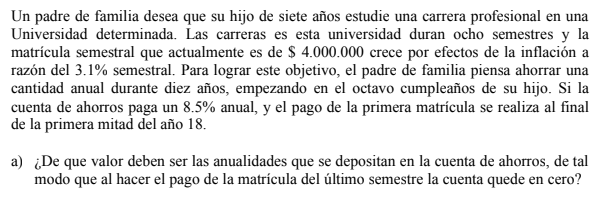 Un padre de familia desea que su hijo de siete años estudie una carrera profesional en una
Universidad determinada. Las carreras es esta universidad duran ocho semestres y la
matrícula semestral que actualmente es de $ 4.000.000 crece por efectos de la inflación a
razón del 3.1% semestral. Para lograr este objetivo, el padre de familia piensa ahorrar una
cantidad anual durante diez años, empezando en el octavo cumpleaños de su hijo. Si la
cuenta de ahorros paga un 8.5% anual, y el pago de la primera matrícula se realiza al final
de la primera mitad del año 18.
a) ¿De que valor deben ser las anualidades que se depositan en la cuenta de ahorros, de tal
modo que al hacer el pago de la matrícula del último semestre la cuenta quede en cero?